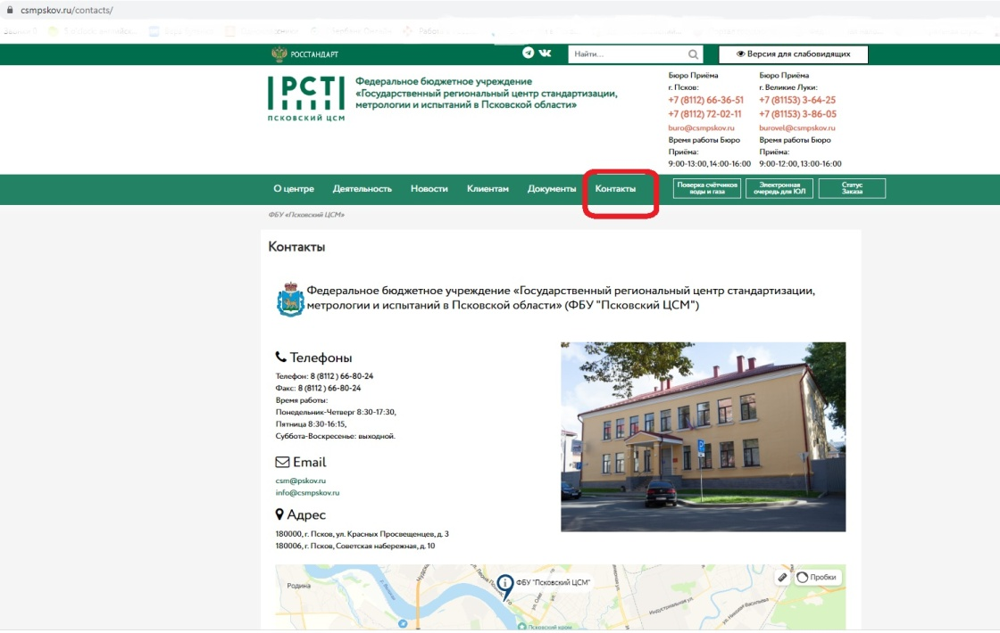 csmpskov.ru/contacts/
РОССТАНДАРТ
Найти...
Версия для слабовидящих
РСТ
ПСКОВСКИЙ ЦСМ
Федеральное бюджетное учреждение
«Государственный региональный центр стандартизации,
метрологии и испытаний в Псковской области»
Бюро Приёма
г. Псков:
+7 (8112) 66-36-51
+7 (8112) 72-02-11
buro@csmpskov.ru
Время работы Бюро
Приёма:
9:00-13:00, 14:00-16:00
Бюро Приёма
г. Великие Луки:
+7 (81153) 3-64-25
+7 (81153) 3-86-05
burovel@csmpskov.ru
Время работы Бюро
Приёма:
9:00-12:00, 13:00-16:00
О центре
Деятельность
Новости
Клиентам
Документы
Контакты
Поверка счётчиков
воды и газа
Электронная
очередь для ЮЛ
Статус
Заказа
ФБУ «Псковский ЦСМ»
Контакты
Федеральное бюджетное учреждение «Государственный региональный центр стандартизации,
метрологии и испытаний в Псковской области» (ФБУ "Псковский ЦСМ")
Телефоны
Телефон: 8 (8112 ) 66-80-24
Факс: 8 (8112 ) 66-80-24
Время работы:
Понедельник-Четверг 8:30-17:30,
Пятница 8:30-16:15,
Суббота-Воскресенье: выходной.
Email
csm@pskov.ru
info@csmpskov.ru
Адрес
180000, г. Псков, ул. Красных Просвещенцев, д. 3
180006, г. Псков, Советская набережная, д. 10
Родина
ФБУ "Псковский ЦСМ"
Пробки
Индустриальная ул.
ул. Николая Васильева
Псковский кром